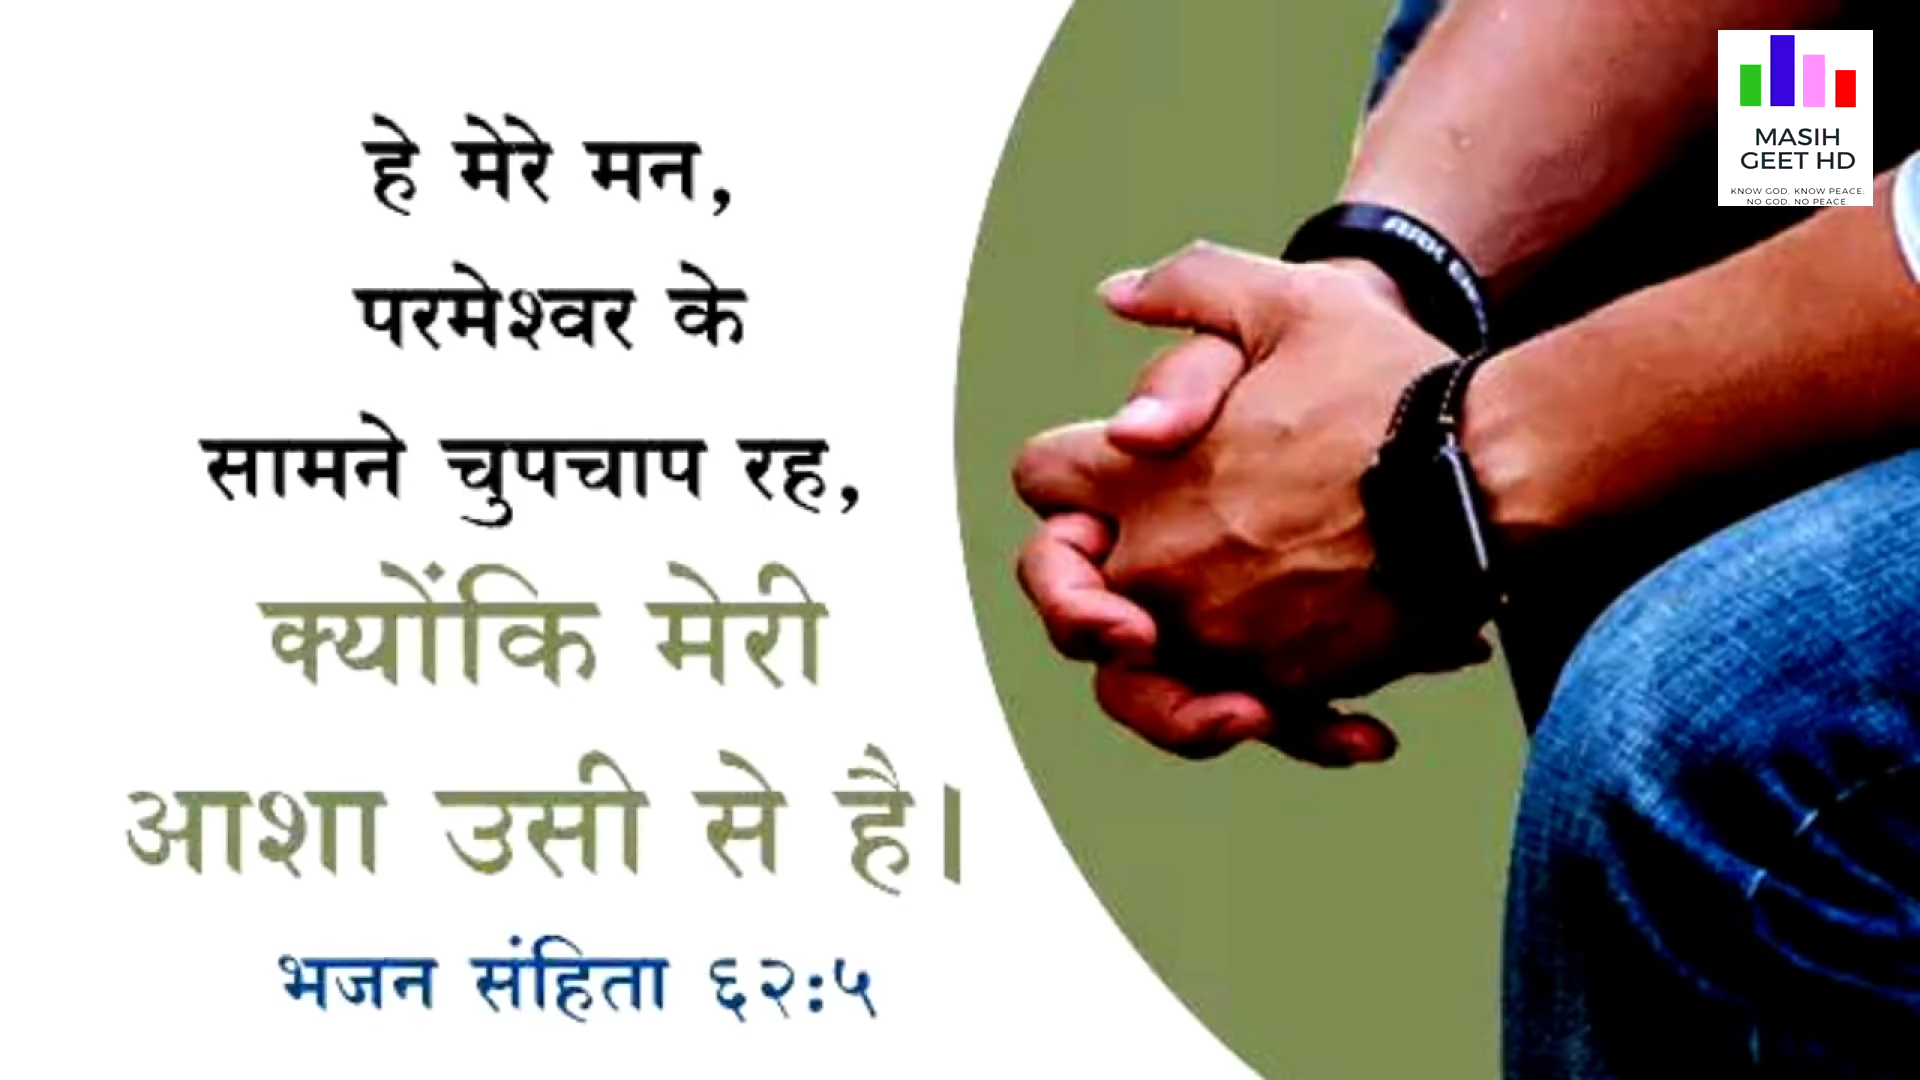 हे मेरे मन,
परमेश्वर के
सामने चुपचाप रह,
क्योंकि मेरी
आशा उसी से है।
भजन संहिता ६२:५
MASIH
GEET HD
KNOW GOD. KNOW PEACE.
NO GOD. NO PEACE